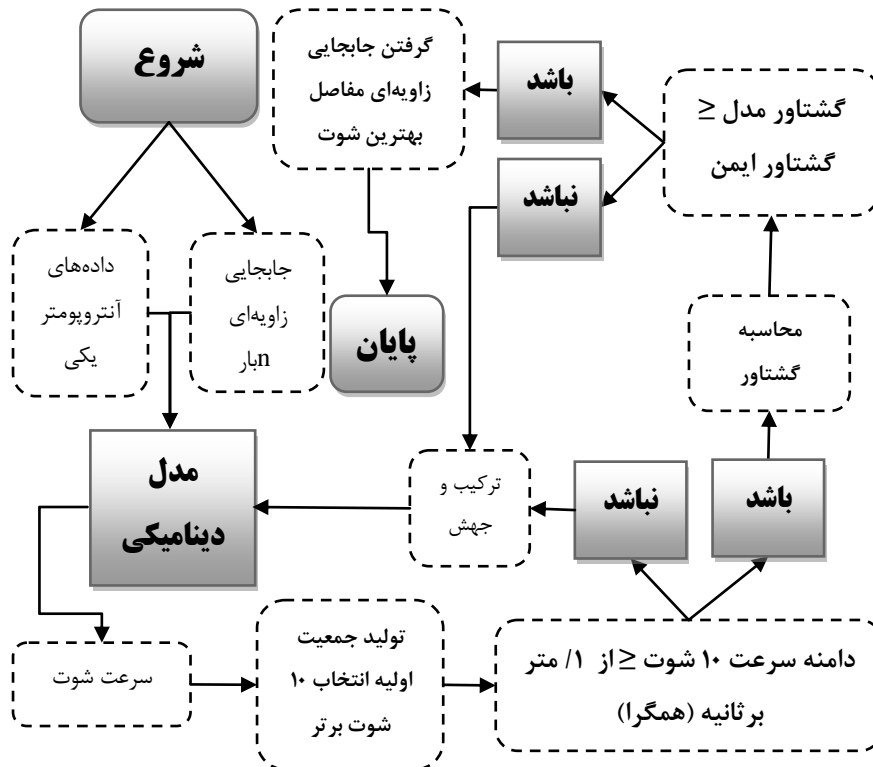 شروع
داده‌های
آنتروپومتر
یکی
جابجایی
زاویه‌ای
nبار
مدل
دینامیکی
سرعت شوت
تولید جمعیت
اولیه انتخاب ۱۰
شوت برتر
دامنه سرعت ۱۰ شوت ≤ از ۱/ متر
برثانیه (همگرا)
نباشد
ترکیب و
جهش
باشد
محاسبه
گشتاور
گشتاور مدل ≤
گشتاور ایمن
نباشد
باشد
گرفتن جابجایی
زاویه‌ای مفاصل
بهترین شوت
پایان